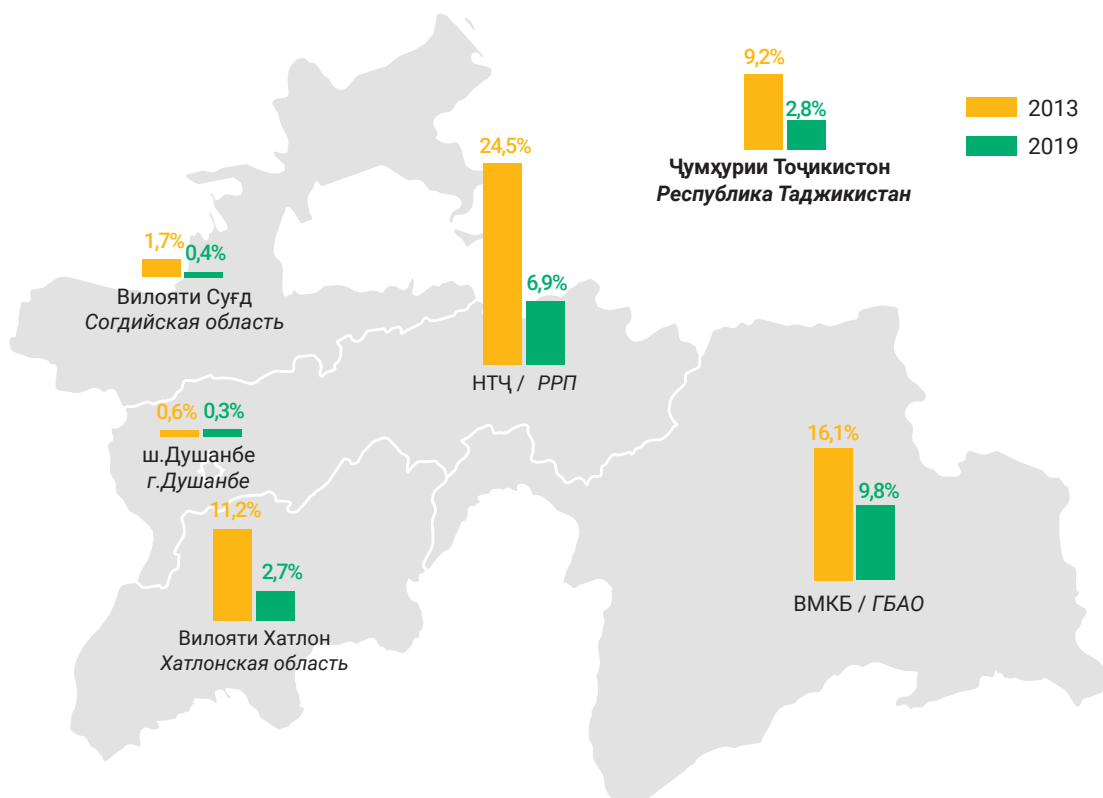 9,2%
2,8%
Ҷумҳурии Тоҷикистон
Республика Таджикистан
2013
2019
24,5%
6,9%
НТҶ / РРП
1,7%
0,4%
Вилояти Суғд
Согдийская область
0,6%
0,3%
ш.Душанбе
г.Душанбе
11,2%
2,7%
Вилояти Хатлон
Хатлонская область
16,1%
9,8%
ВМКБ / ГБАО